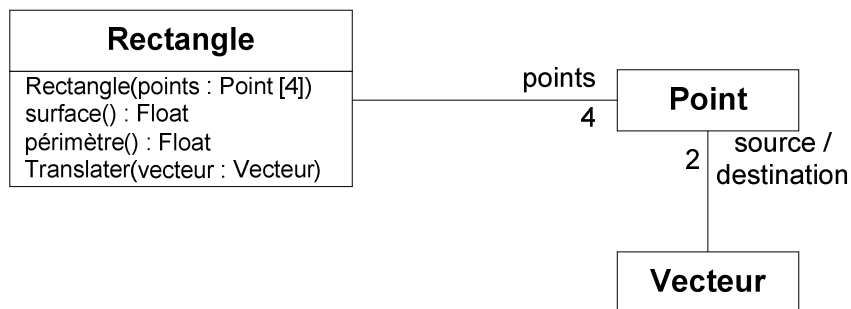 Rectangle
Rectangle(points : Point [4])
surface() : Float
périmètre() : Float
Translater(vecteur : Vecteur)
points
4
Point
2
source /
destination
Vecteur